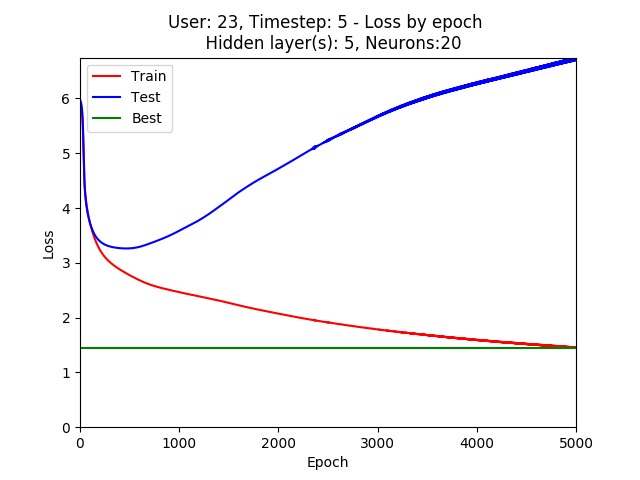 User: 23, Timestep: 5 - Loss by epoch
Hidden layer(s): 5, Neurons:20
Train
Test
Best
Loss
6
5
4
3
2
1
0
0
1000
2000
3000
4000
5000
Epoch